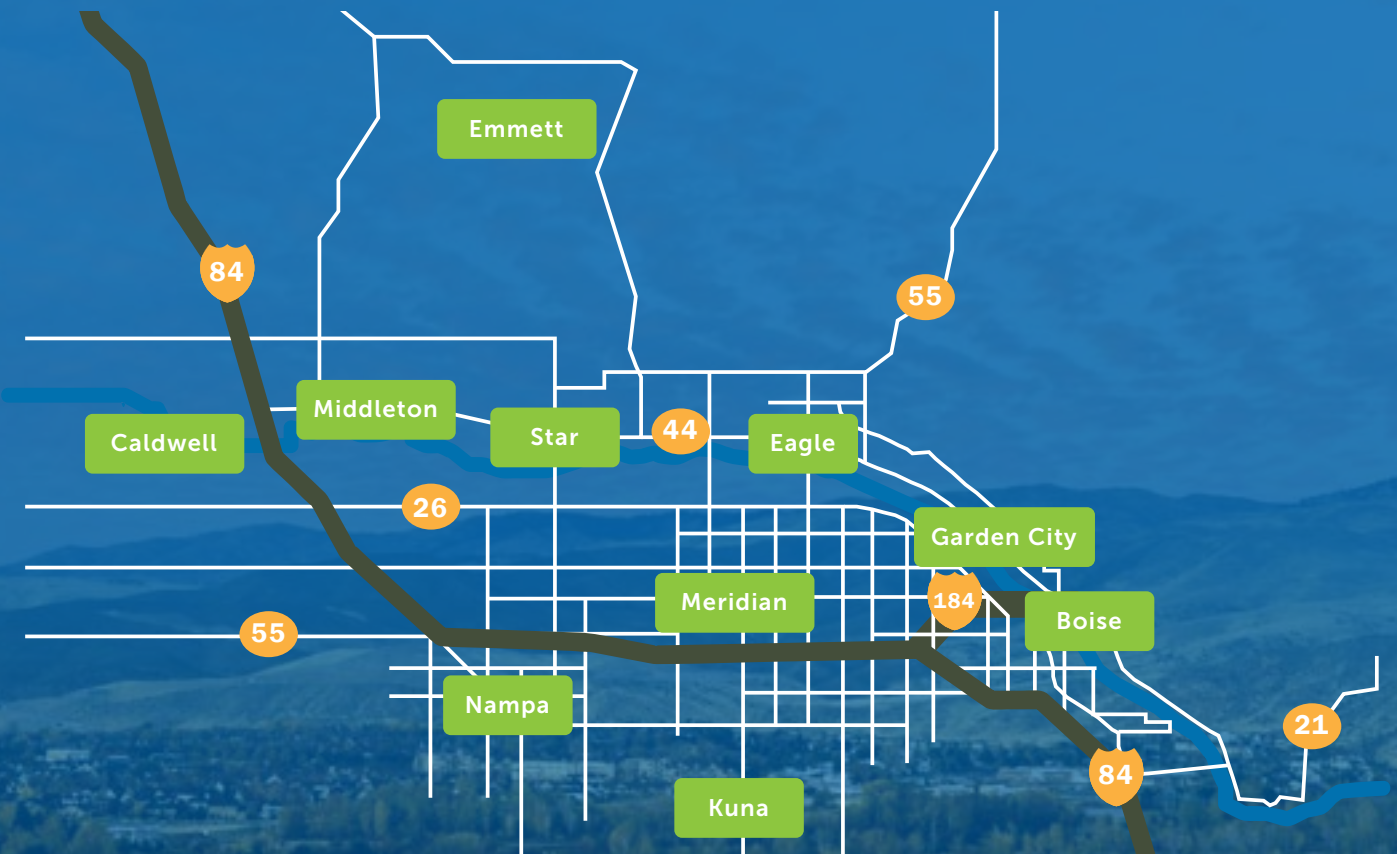 Emmett
84
55
Middleton
Star
44
Eagle
Caldwell
26
Garden City
Meridian
184
Boise
55
Nampa
21
84
Kuna